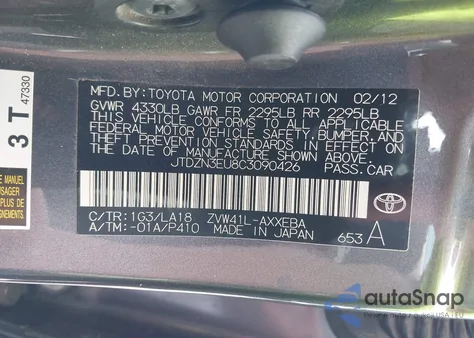 MFD. BY: TOYOTA MOTOR CORPORATION 02/12
GVWR 4330LB GAWR FR 2295LB RR 2295LB
THIS VEHICLE CONFORMS TO ALL APPLICABLE
FEDERAL MOTOR VEHICLE SAFETY, BUMPER, AND
THEFT PREVENTION STANDARDS IN EFFECT ON
THE DATE OF MANUFACTURE SHOWN ABOVE.
JTDZN3EU8C3090426 PASS. CAR
C/TR: 1G3/LA18 ZVW41L-AXXEBA
A/TM: -01A/P410 MADE IN JAPAN 653 A
3 T
47330
MANUAL
autoSnap